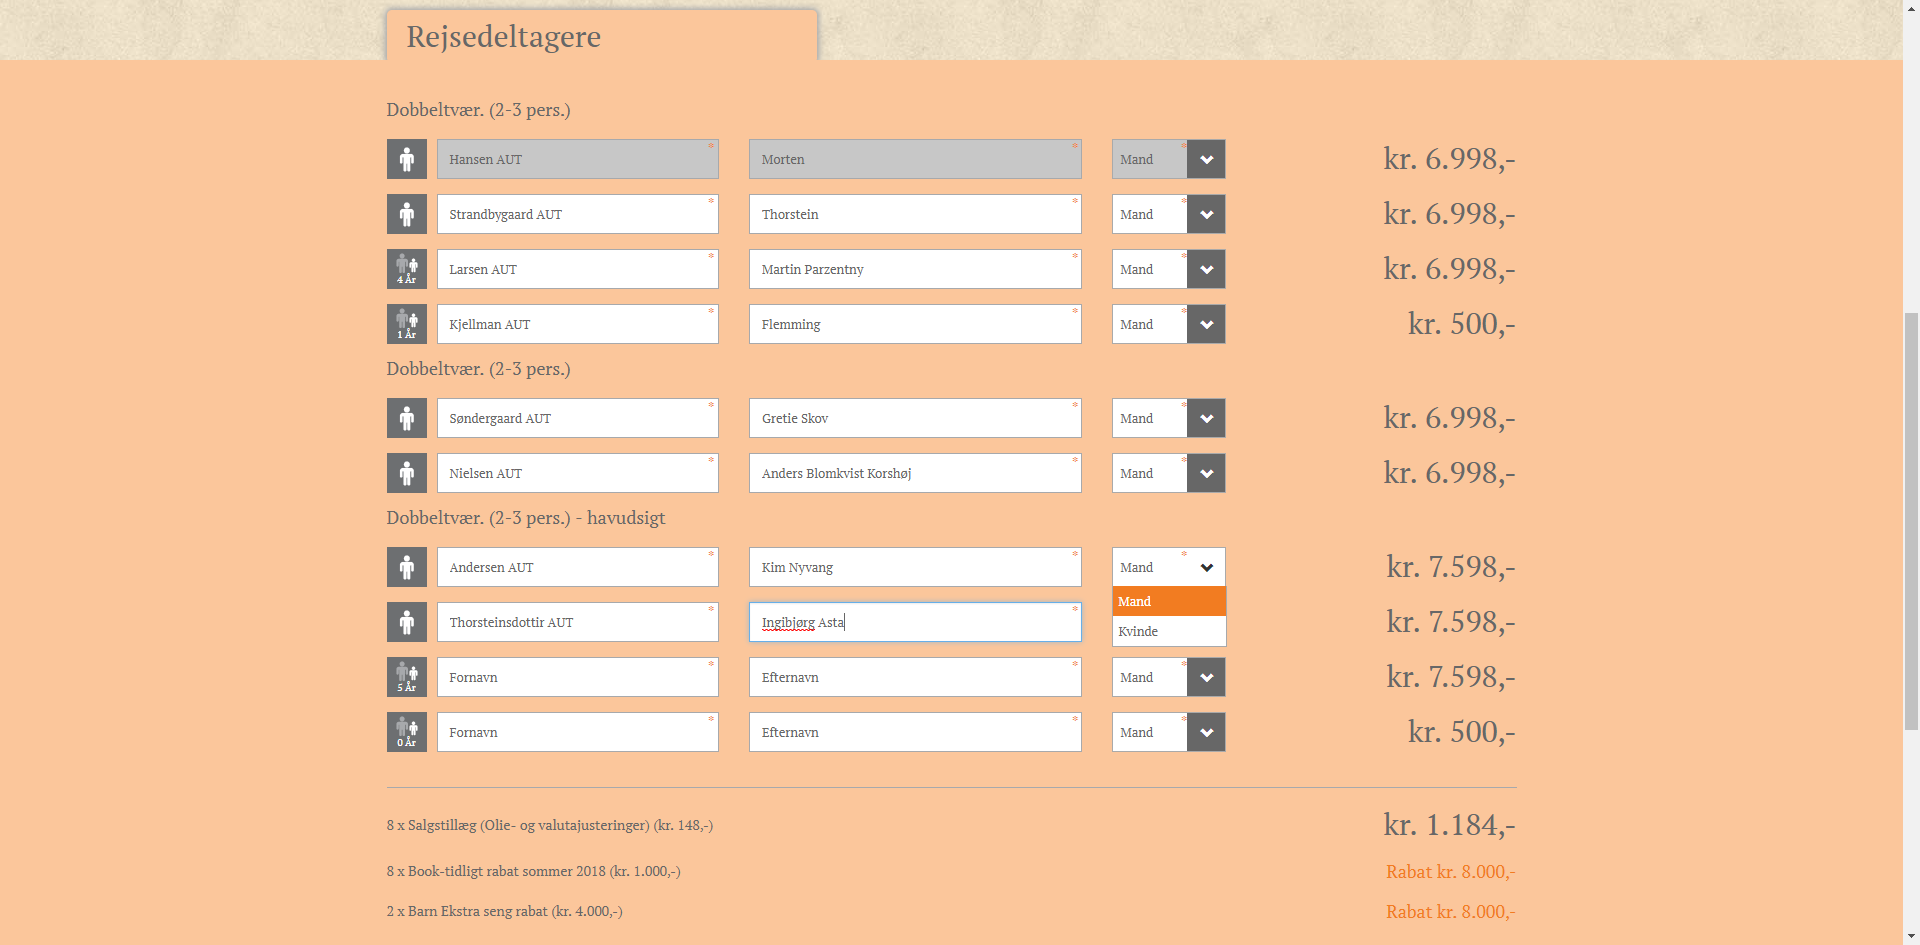 Rejsedeltagere
Dobbeltvær. (2-3 pers.)
Hansen AUT * Morten * Mand * kr. 6.998,-
Strandbygaard AUT * Thorstein * Mand * kr. 6.998,-
4 År Larsen AUT * Martin Parzentny * Mand * kr. 6.998,-
1 År Kjellman AUT * Flemming * Mand * kr. 500,-
Dobbeltvær. (2-3 pers.)
Søndergaard AUT * Gretie Skov * Mand * kr. 6.998,-
Nielsen AUT * Anders Blomkvist Korshøj * Mand * kr. 6.998,-
Dobbeltvær. (2-3 pers.) - havudsigt
Andersen AUT * Kim Nyvang * Mand * kr. 7.598,-
Mand
Thorsteinsdottir AUT * Ingibjørg Asta * kr. 7.598,-
Kvinde
5 År Fornavn * Efternavn * Mand * kr. 7.598,-
0 År Fornavn * Efternavn * Mand * kr. 500,-
8 x Salgstillæg (Olie- og valutajusteringer) (kr. 148,-) kr. 1.184,-
8 x Book-tidligt rabat sommer 2018 (kr. 1.000,-) Rabat kr. 8.000,-
2 x Barn Ekstra seng rabat (kr. 4.000,-) Rabat kr. 8.000,-